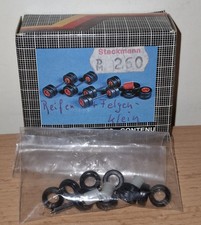 Stackmann
260
Reifen + Felgen
klein
CONTENU